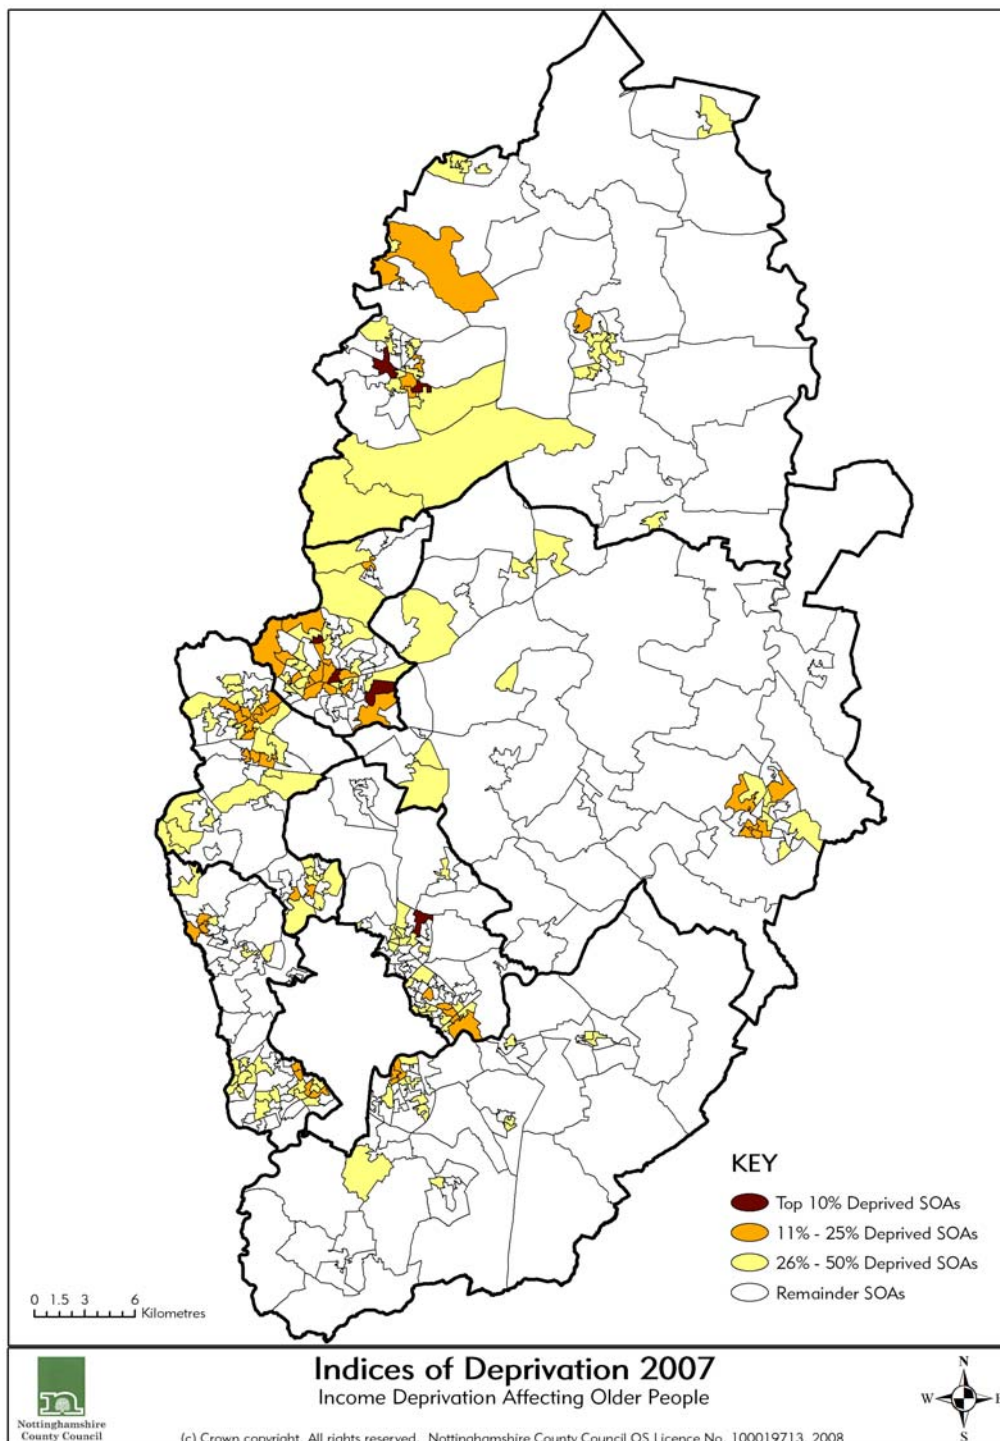 KEY
Top 10% Deprived SOAs
11% - 25% Deprived SOAs
26% - 50% Deprived SOAs
Remainder SOAs
0 1.5 3 6
Kilometres
Indices of Deprivation 2007
Income Deprivation Affecting Older People
n
Nottinghamshire
County Council
N
W E
S
(c) Crown copyright. All rights reserved. Nottinghamshire County Council OS Licence No. 100019713, 2008